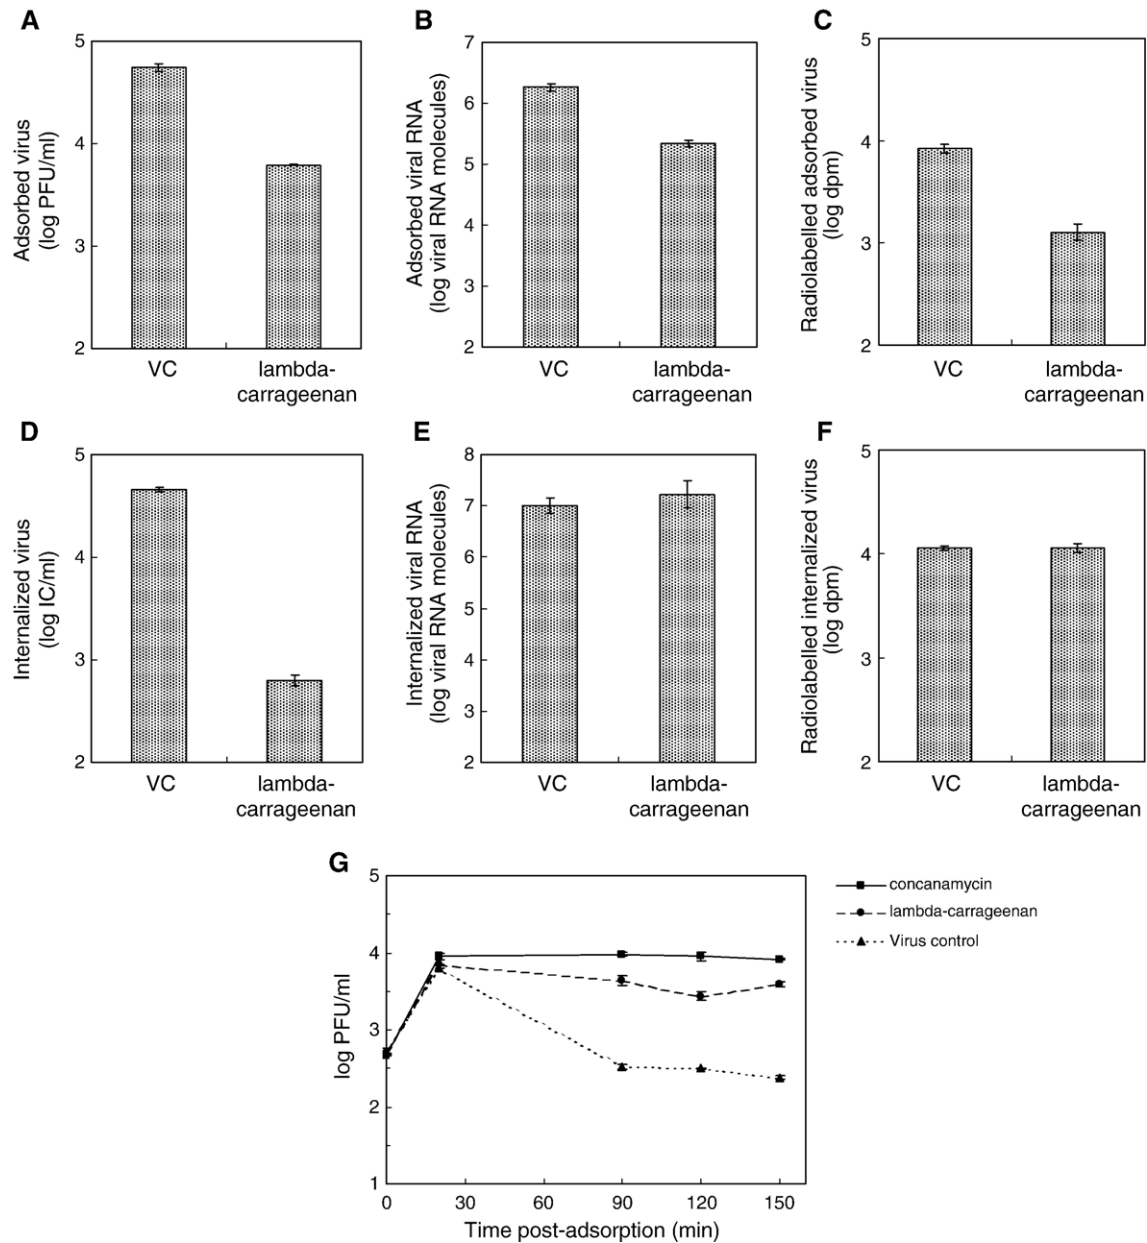 A
Adsorbed virus
(log PFU/ml)
5
4
3
2
VC
lambda-
carrageenan
B
Adsorbed viral RNA
(log viral RNA molecules)
7
6
5
4
3
2
VC
lambda-
carrageenan
C
Radiolabelled adsorbed virus
(log dpm)
5
4
3
2
VC
lambda-
carrageenan
D
Internalized virus
(log IC/ml)
5
4
3
2
VC
lambda-
carrageenan
E
Internalized viral RNA
(log viral RNA molecules)
8
7
6
7
4
3
2
VC
lambda-
carrageenan
F
Radiolabelled internalized virus
(log dpm)
5
4
3
2
VC
lambda-
carrageenan
G
log PFU/ml
5
4
3
2
1
0 30 60 90 120 150
Time post-adsorption (min)
concanamycin
lambda-carrageenan
Virus control